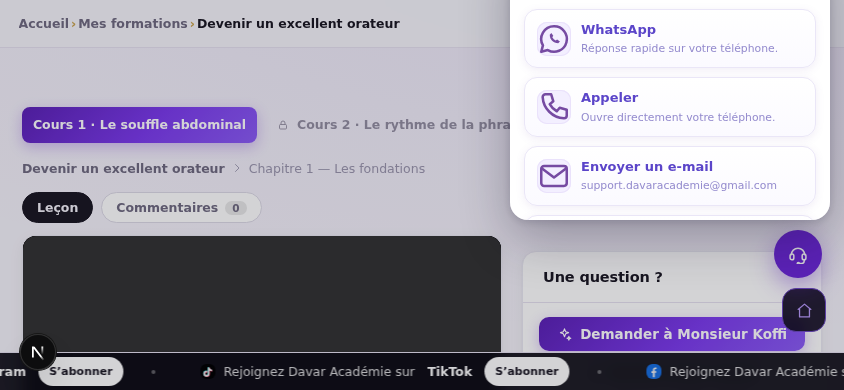 Accueil › Mes formations › Devenir un excellent orateur
WhatsApp
Réponse rapide sur votre téléphone.
Appeler
Ouvre directement votre téléphone.
Envoyer un e-mail
support.davaracademie@gmail.com
Cours 1 · Le souffle abdominal
Cours 2 · Le rythme de la phra
Devenir un excellent orateur > Chapitre 1 — Les fondations
Leçon
Commentaires 0
Une question ?
Demander à Monsieur Koffi
N
ram S’abonner • Rejoignez Davar Académie sur TikTok S’abonner • Rejoignez Davar Académie s